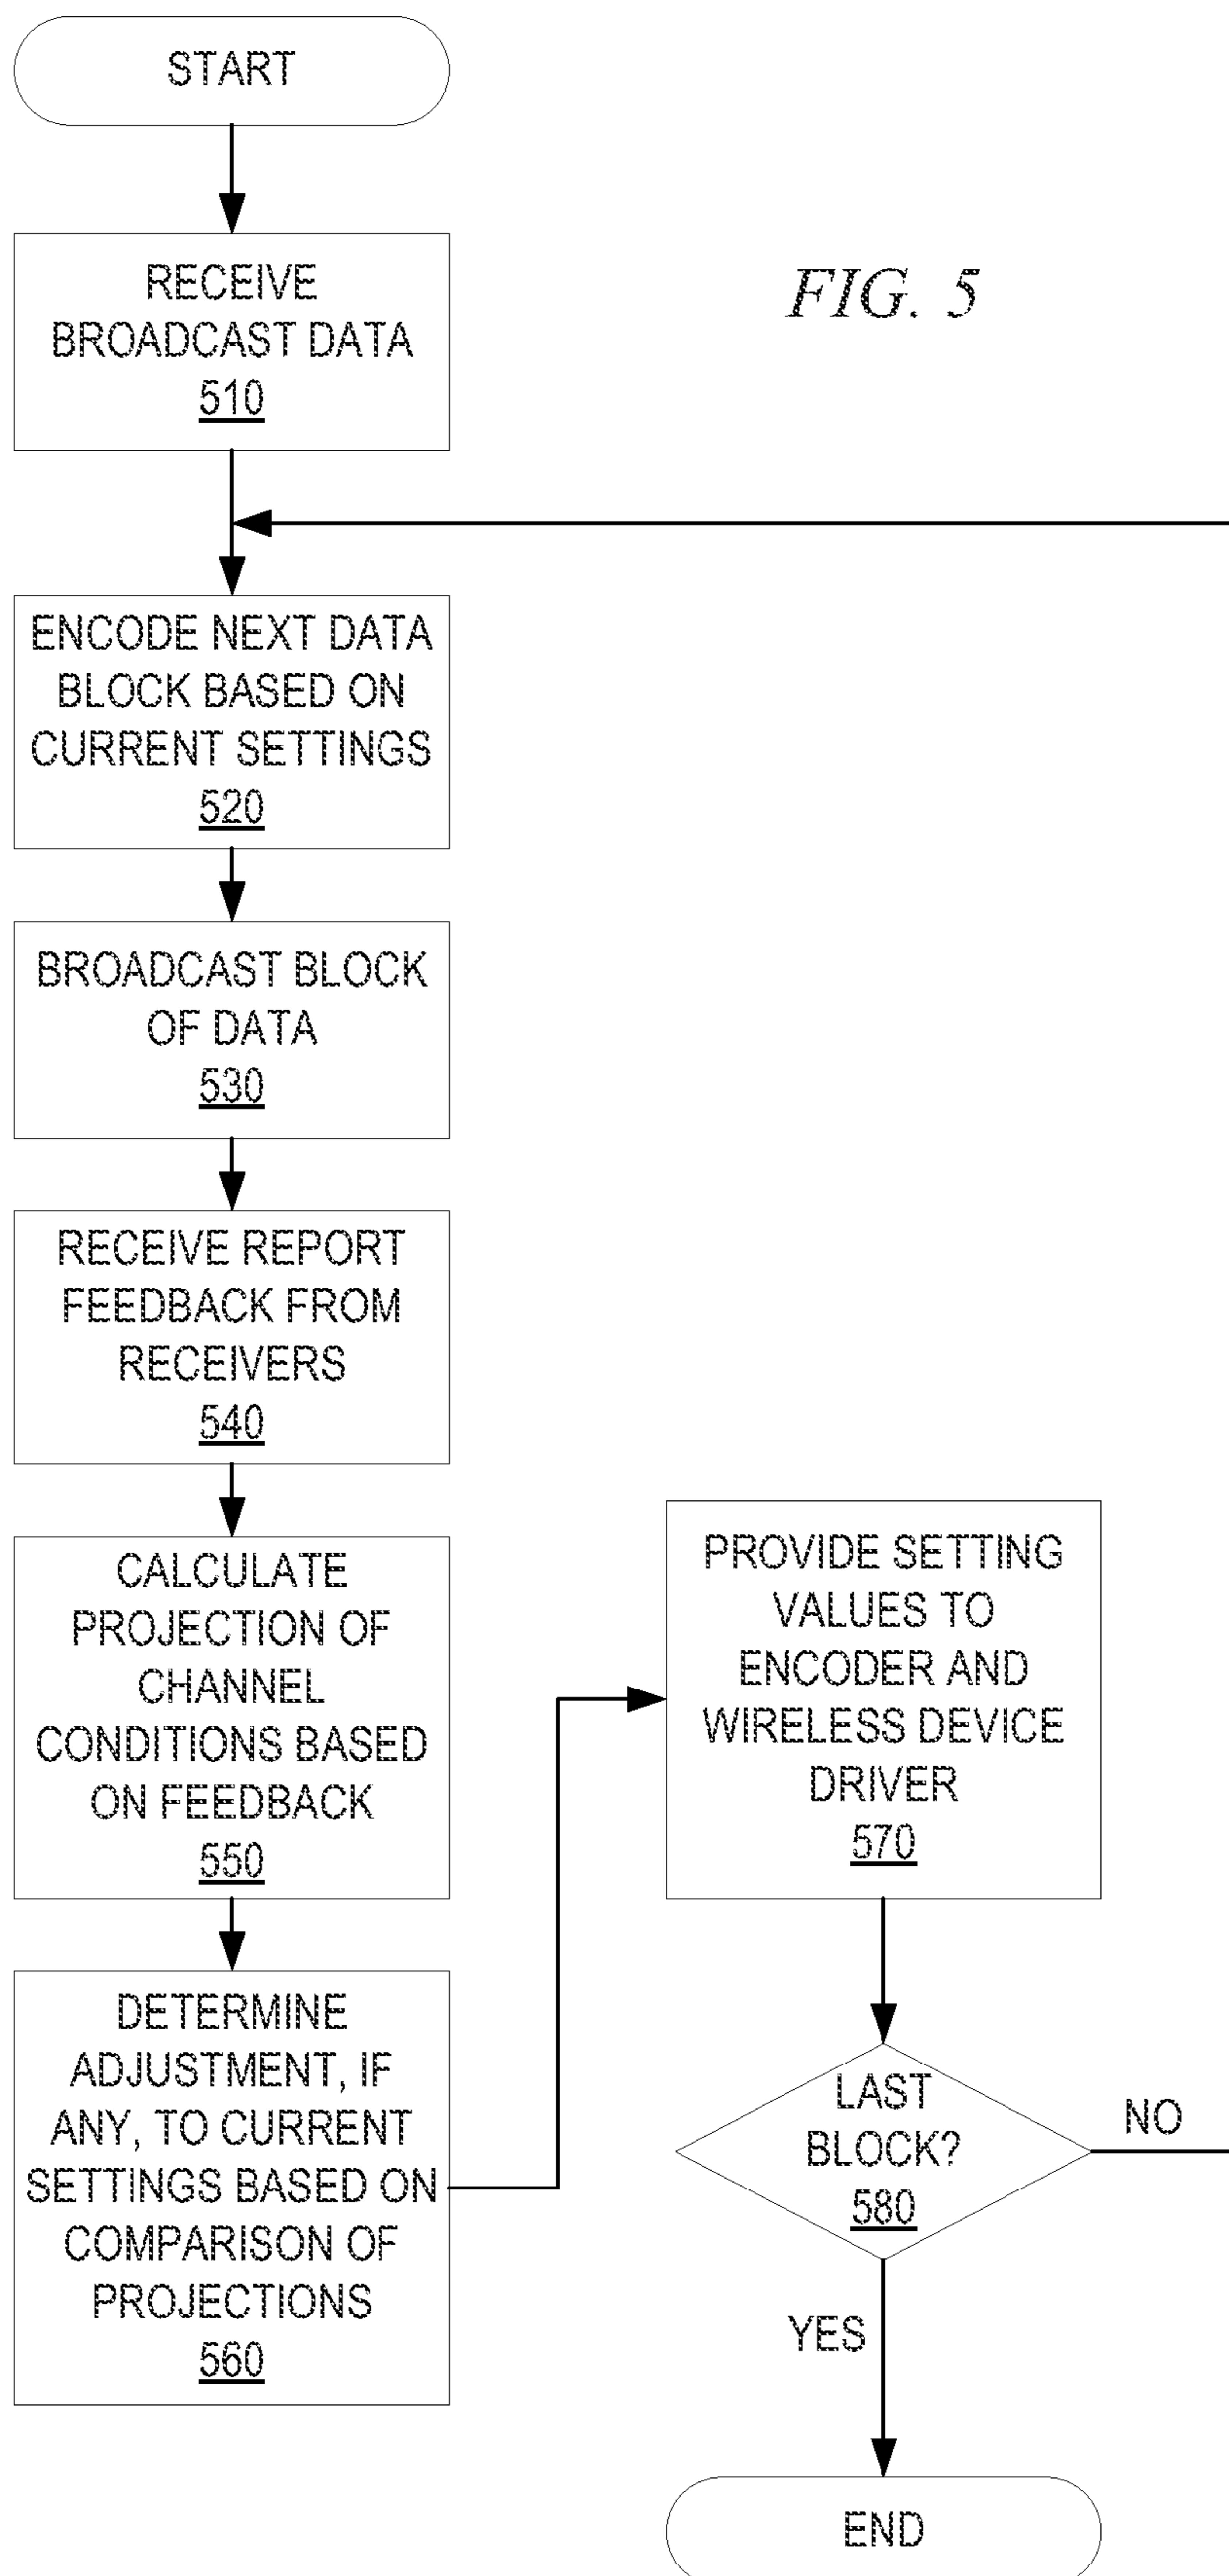 START
RECEIVE
BROADCAST DATA
510
FIG. 5
ENCODE NEXT DATA
BLOCK BASED ON
CURRENT SETTINGS
520
BROADCAST BLOCK
OF DATA
530
RECEIVE REPORT
FEEDBACK FROM
RECEIVERS
540
CALCULATE
PROJECTION OF
CHANNEL
CONDITIONS BASED
ON FEEDBACK
550
DETERMINE
ADJUSTMENT, IF
ANY, TO CURRENT
SETTINGS BASED ON
COMPARISON OF
PROJECTIONS
560
PROVIDE SETTING
VALUES TO
ENCODER AND
WIRELESS DEVICE
DRIVER
570
LAST
BLOCK?
580
NO
YES
END